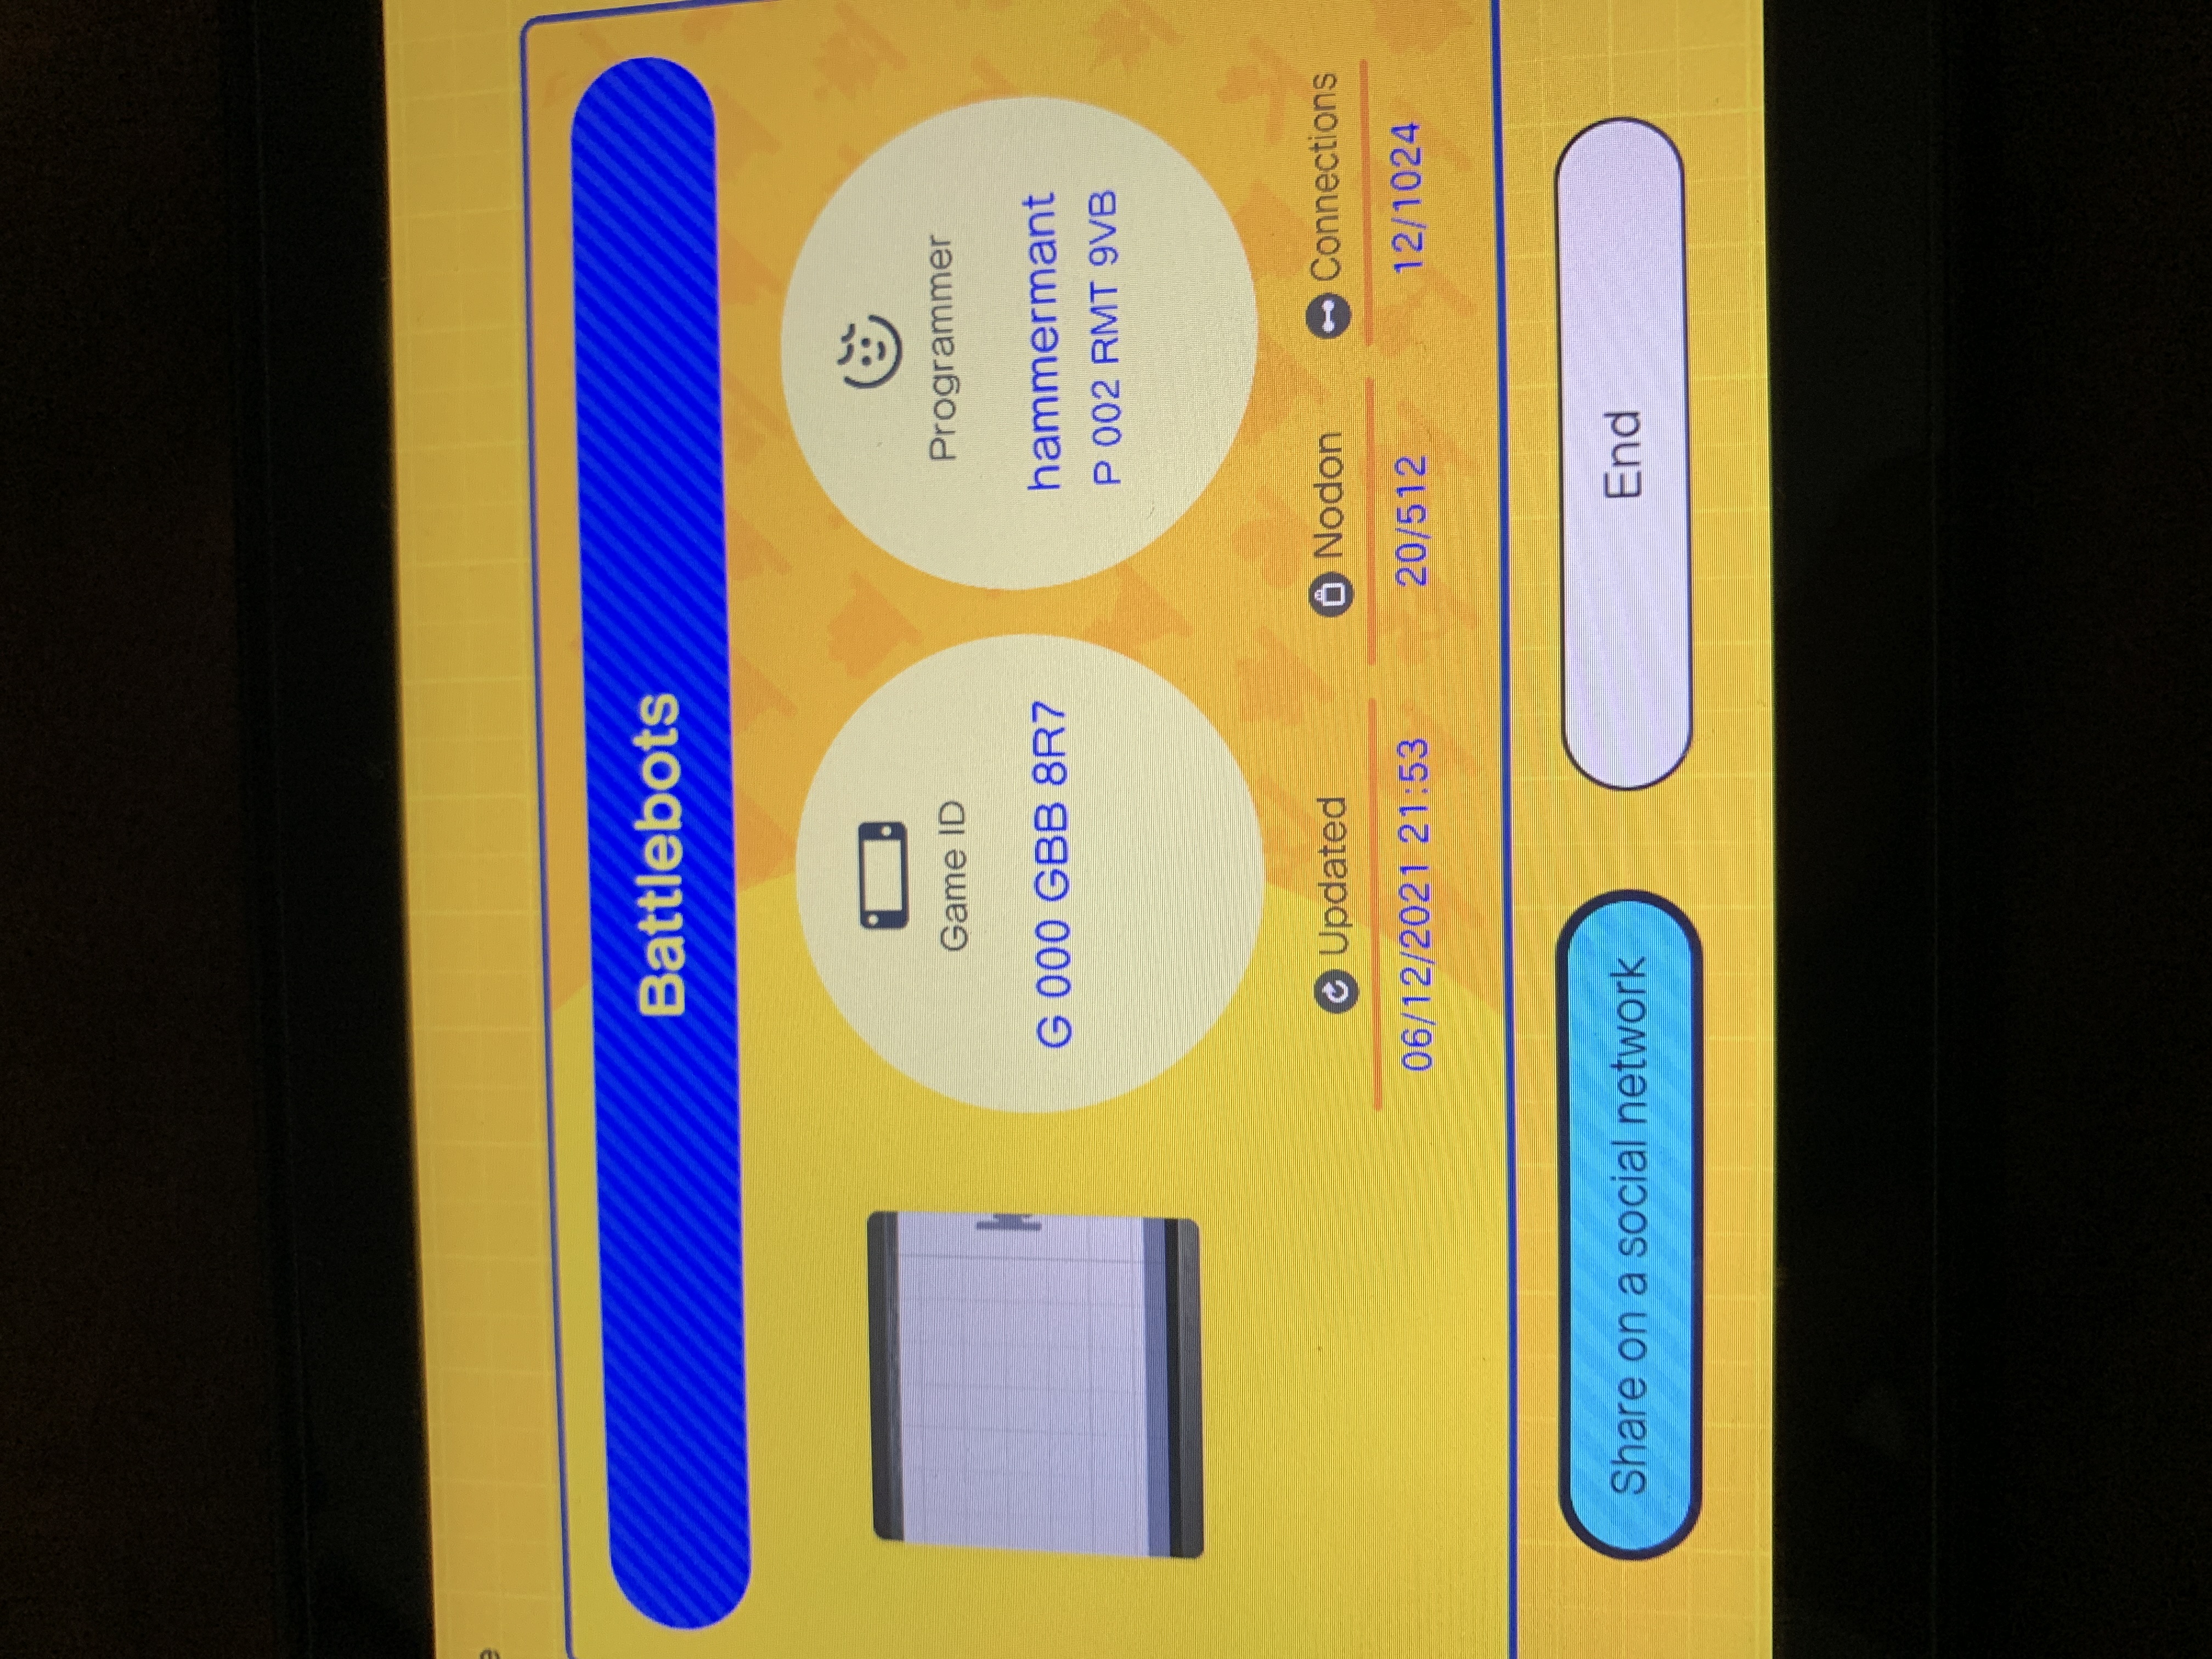 e
Battlebots
Game ID
G 000 GBB 8R7
Programmer
hammermant
P 002 RMT 9VB
Updated
06/12/2021 21:53
Nodon
20/512
Connections
12/1024
Share on a social network
End